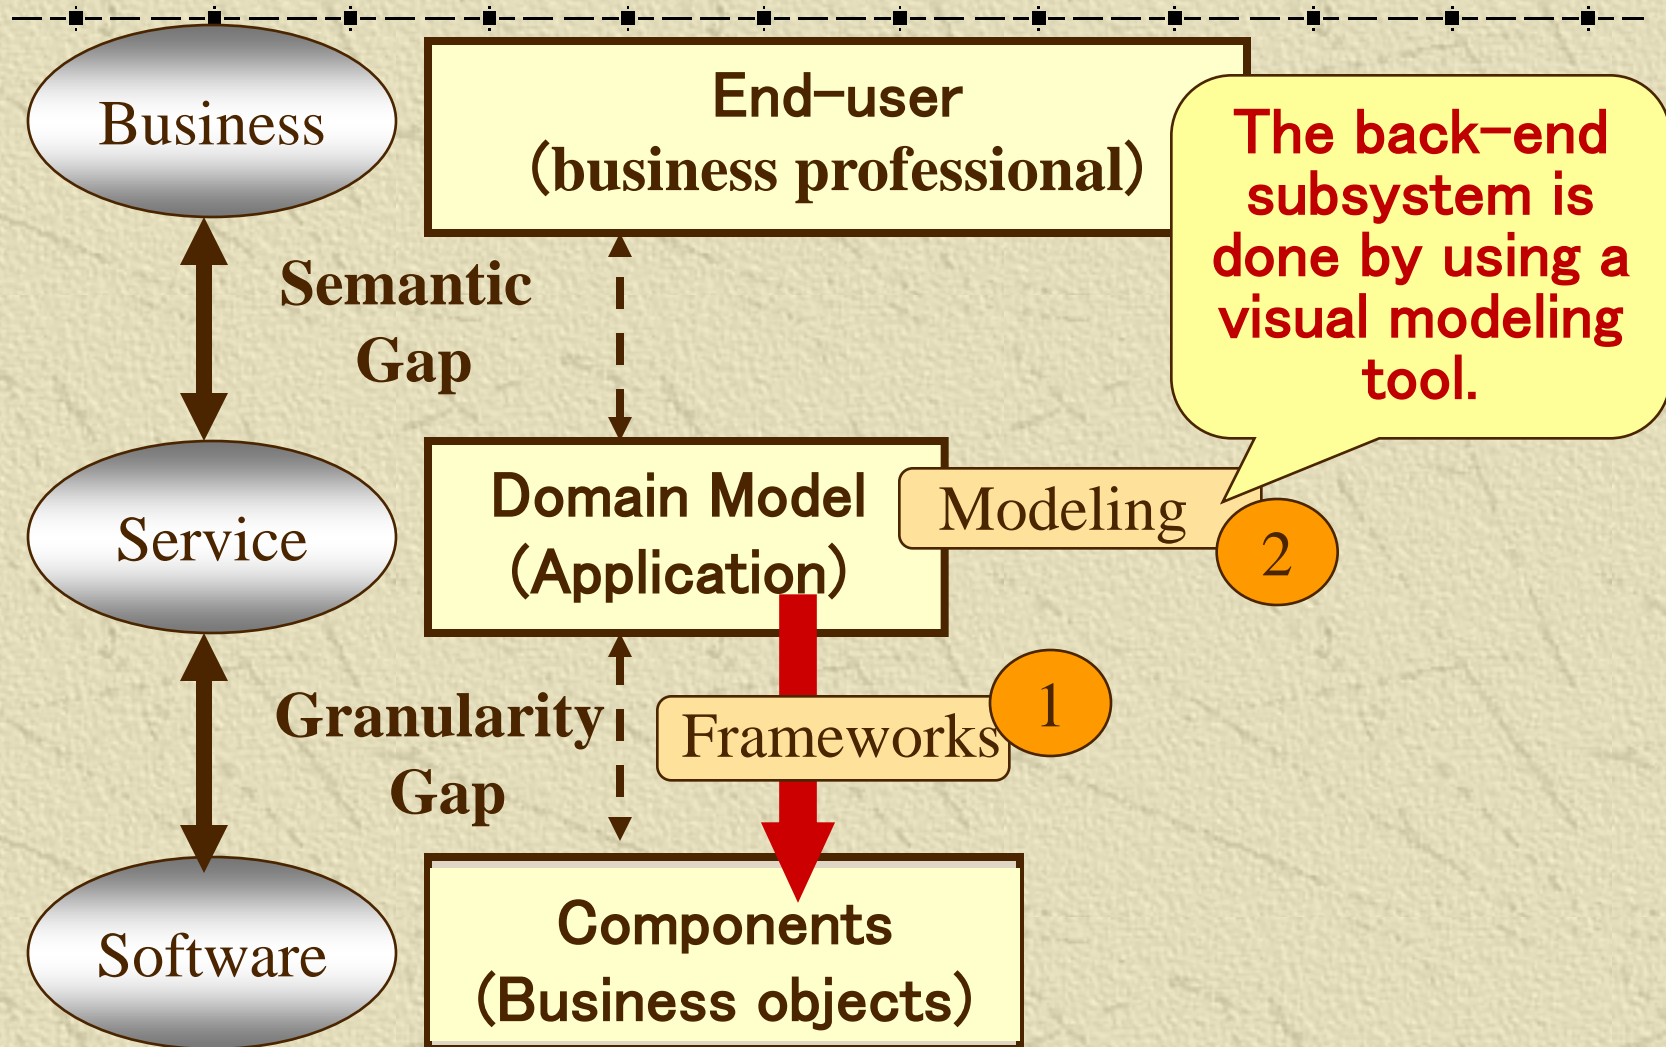 Business
End-user
(business professional)
The back-end
subsystem is
done by using a
visual modeling
tool.
Semantic
Gap
Service
Domain Model
(Application)
Modeling
2
Granularity
Gap
Frameworks
1
Software
Components
(Business objects)